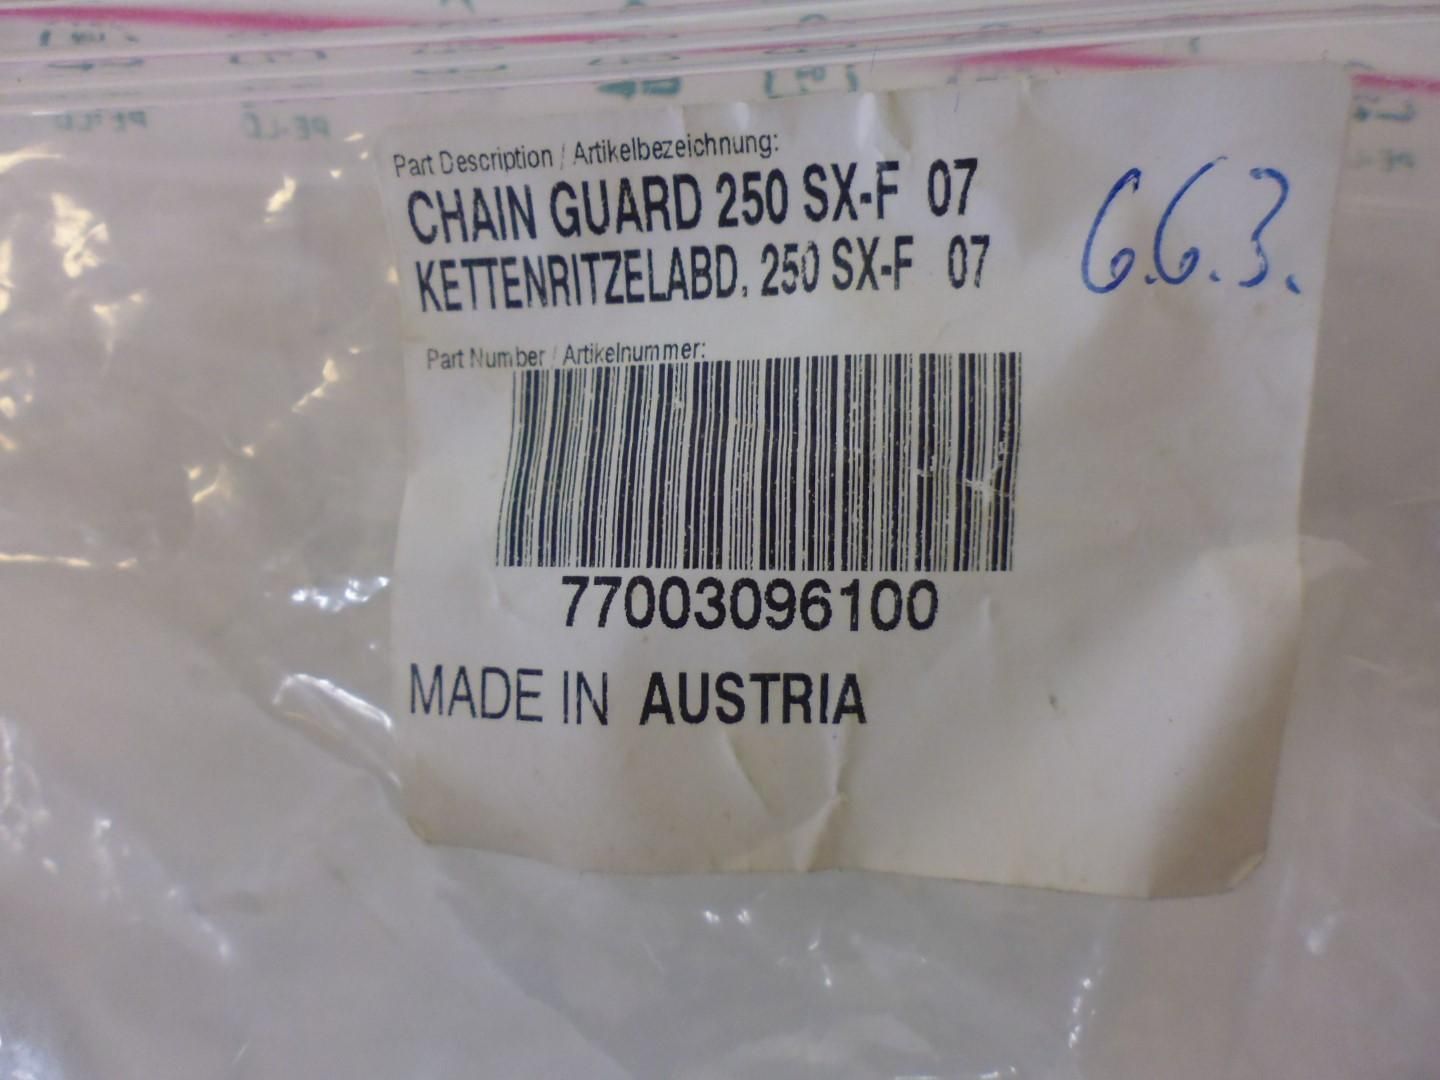 Part Description / Artikelbezeichnung:
CHAIN GUARD 250 SX-F 07
KETTENRITZELABD. 250 SX-F 07
6.6.3.
Part Number / Artikelnummer:
77003096100
MADE IN AUSTRIA